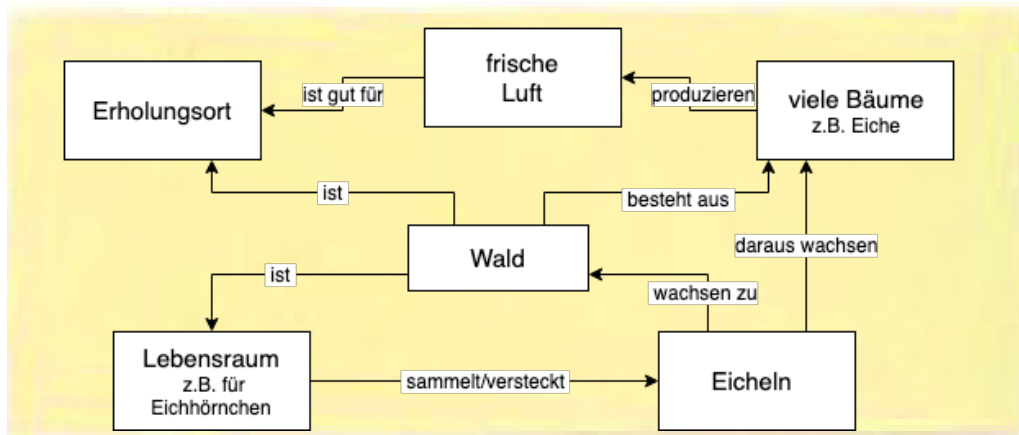 frische
Luft
ist gut für
produzieren
Erholungsort
viele Bäume
z.B. Eiche
ist
besteht aus
Wald
daraus wachsen
ist
wachsen zu
Lebensraum
z.B. für
Eichhörnchen
sammelt/versteckt
Eicheln